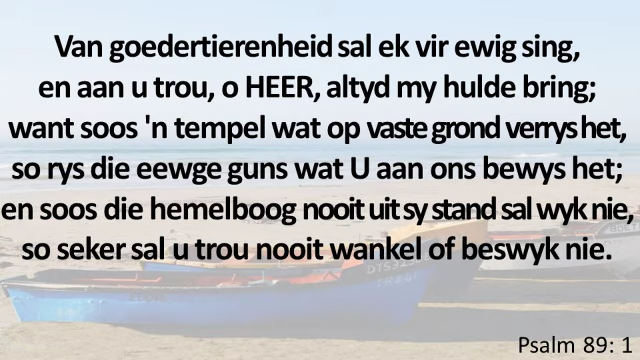 Van goedertierenheid sal ek vir ewig sing,
en aan u trou, o HEER, altyd my hulde bring;
want soos 'n tempel wat op vaste grond verrys het,
so rys die eewge guns wat U aan ons bewys het;
en soos die hemelboog nooit uit sy stand sal wyk nie,
so seker sal u trou nooit wankel of beswyk nie.
Psalm 89: 1